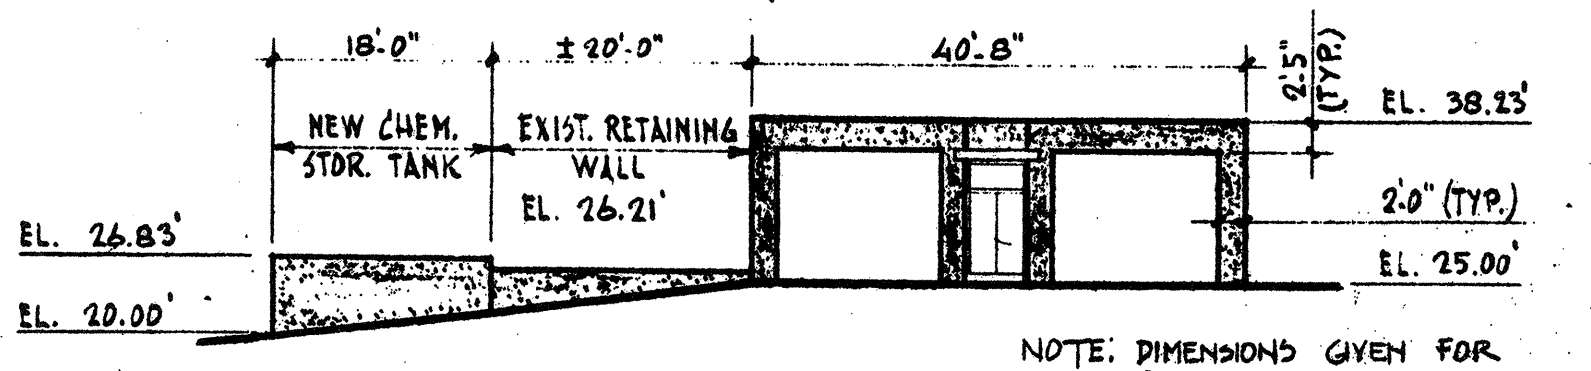 18'-0"
± 20'-0"
40'-8"
2'-5"
(TYP.)
EL. 38.23'
NEW CHEM.
STOR. TANK
EXIST. RETAINING
WALL
EL. 26.21'
2'-0" (TYP.)
EL. 26.83'
EL. 25.00'
EL. 20.00'
NOTE: DIMENSIONS GIVEN FOR